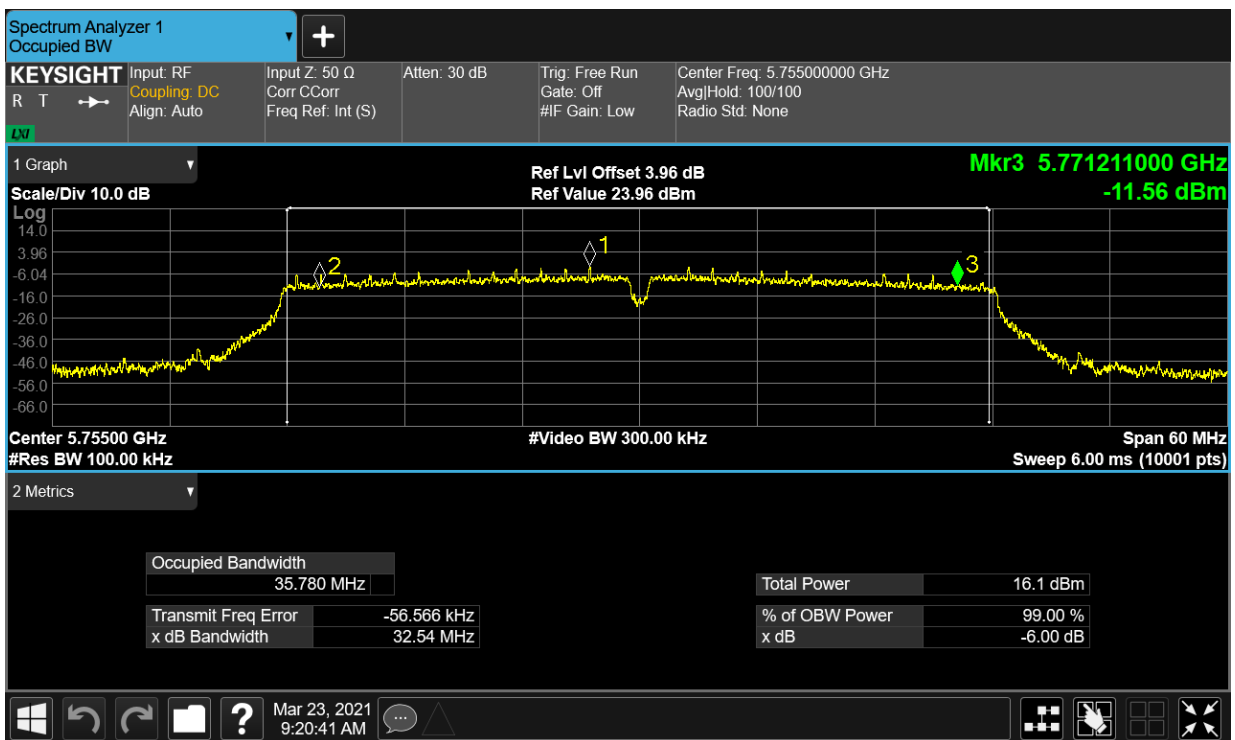 Spectrum Analyzer 1
Occupied BW
▼
+
KEYSIGHT
R T
LXI
Input: RF
Coupling: DC
Align: Auto
Input Z: 50 Ω
Corr CCorr
Freq Ref: Int (S)
Atten: 30 dB
Trig: Free Run
Gate: Off
#IF Gain: Low
Center Freq: 5.755000000 GHz
Avg|Hold: 100/100
Radio Std: None
1 Graph ▼
Scale/Div 10.0 dB
Ref Lvl Offset 3.96 dB
Ref Value 23.96 dBm
Mkr3 5.771211000 GHz
-11.56 dBm
Log
14.0
3.96
-6.04
-16.0
-26.0
-36.0
-46.0
-56.0
-66.0
2
1
3
Center 5.75500 GHz
#Res BW 100.00 kHz
#Video BW 300.00 kHz
Span 60 MHz
Sweep 6.00 ms (10001 pts)
2 Metrics ▼
Occupied Bandwidth
35.780 MHz
Transmit Freq Error -56.566 kHz
x dB Bandwidth 32.54 MHz
Total Power 16.1 dBm
% of OBW Power 99.00 %
x dB -6.00 dB
?
Mar 23, 2021
9:20:41 AM